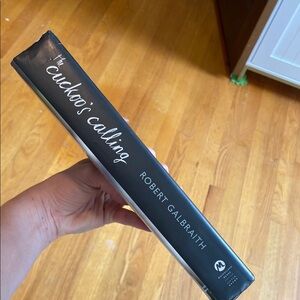 the
cuckoo's calling
ROBERT GALBRAITH